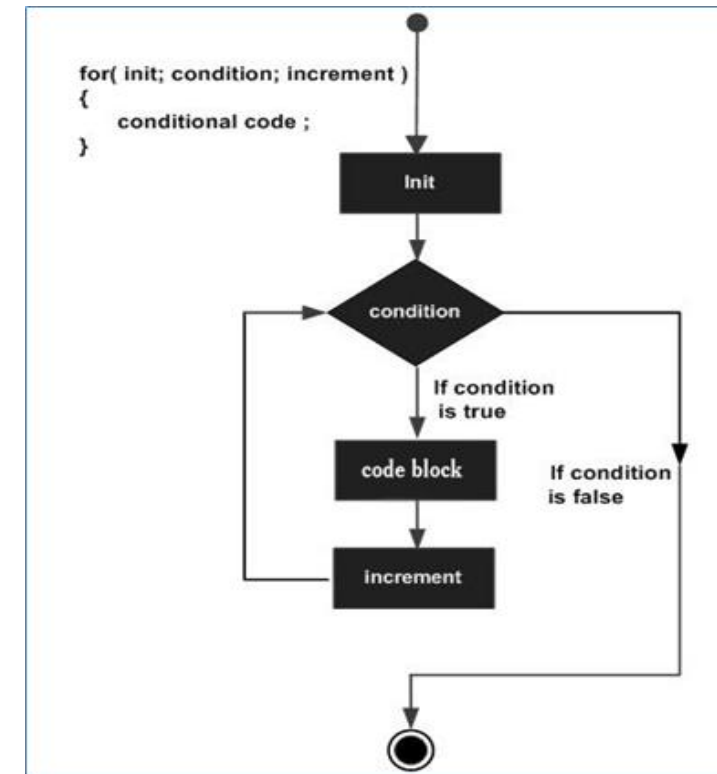 for( init; condition; increment )
{
conditional code ;
}
Init
condition
If condition
is true
code block
If condition
is false
increment